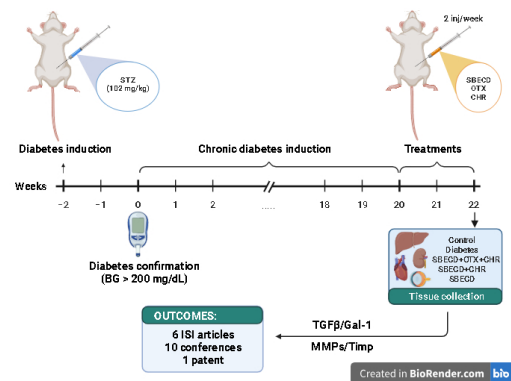 2 inj/week
STZ
(102 mg/kg)
SBECD
OTX
CHR
Diabetes induction
Chronic diabetes induction
Treatments
Weeks
-2 -1 0 1 2 ..... 18 19 20 21 22
Diabetes confirmation
(BG > 200 mg/dL)
Control
Diabetes
SBECD+OTX+CHR
SBECD+CHR
SBECD
Tissue collection
OUTCOMES:
6 ISI articles
10 conferences
1 patent
TGFβ/Gal-1
MMPs/Timp
Created in BioRender.com bio